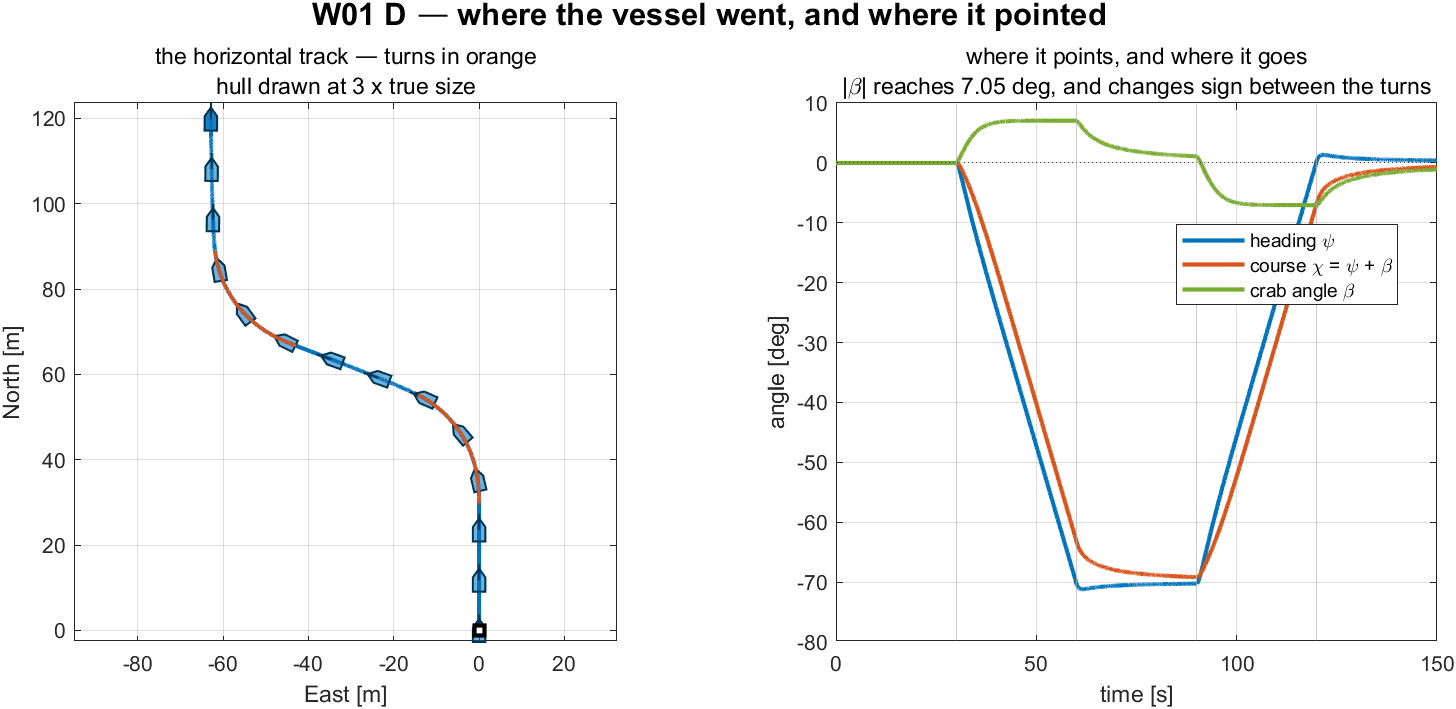 W01 D — where the vessel went, and where it pointed
the horizontal track — turns in orange
hull drawn at 3 x true size
120
100
80
60
40
20
0
-80
-60
-40
-20
0
20
East [m]
North [m]
where it points, and where it goes
|β| reaches 7.05 deg, and changes sign between the turns
10
0
-10
-20
-30
-40
-50
-60
-70
-80
0
50
100
150
time [s]
angle [deg]
heading ψ
course χ = ψ + β
crab angle β